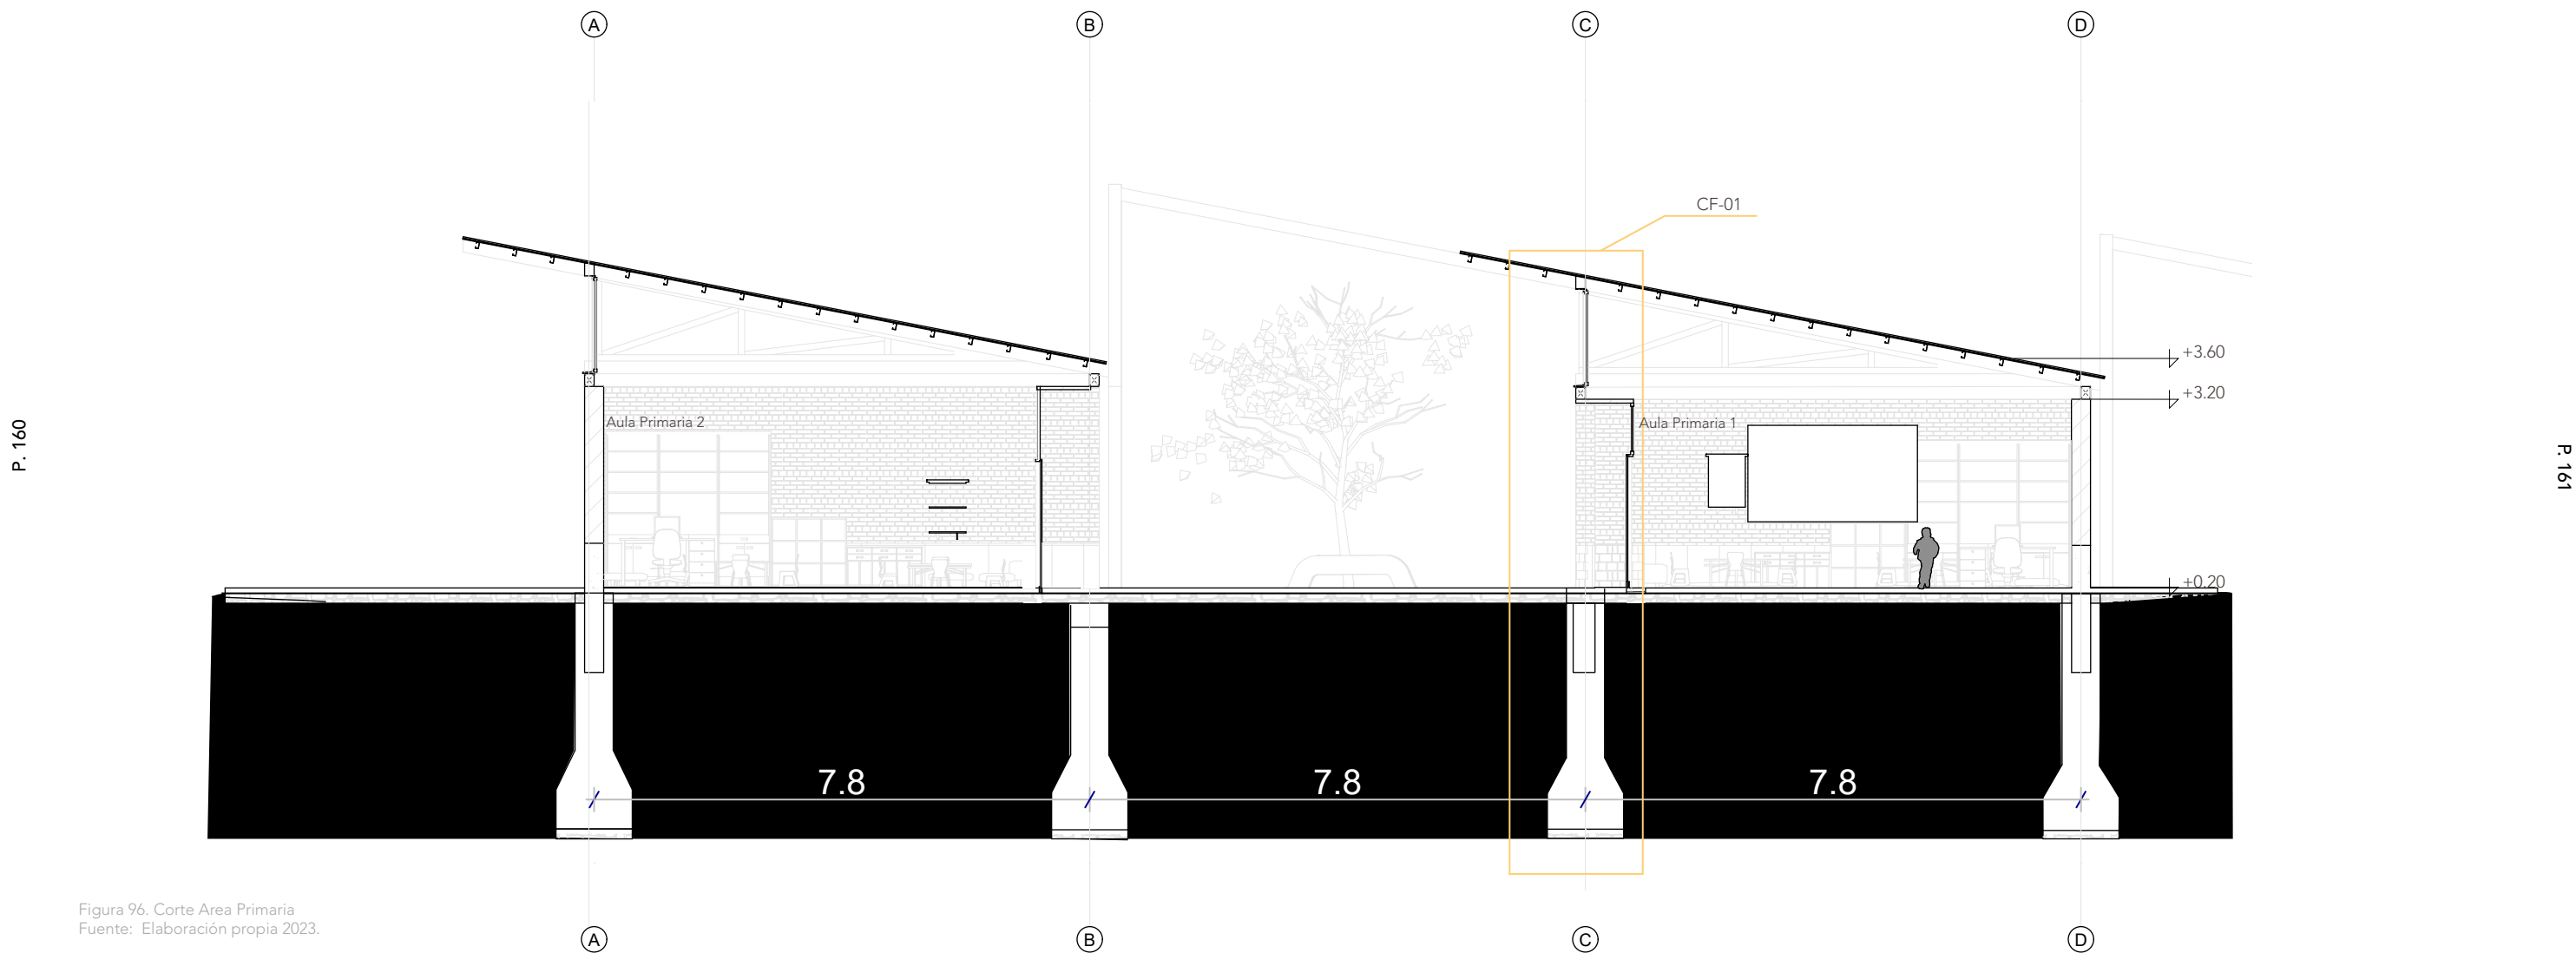 A
B
C
D
CF-01
+3.60
+3.20
Aula Primaria 2
Aula Primaria 1
P. 160
P. 161
+0.20
7.8
7.8
7.8
Figura 96. Corte Area Primaria
Fuente: Elaboración propia 2023.
A
B
C
D